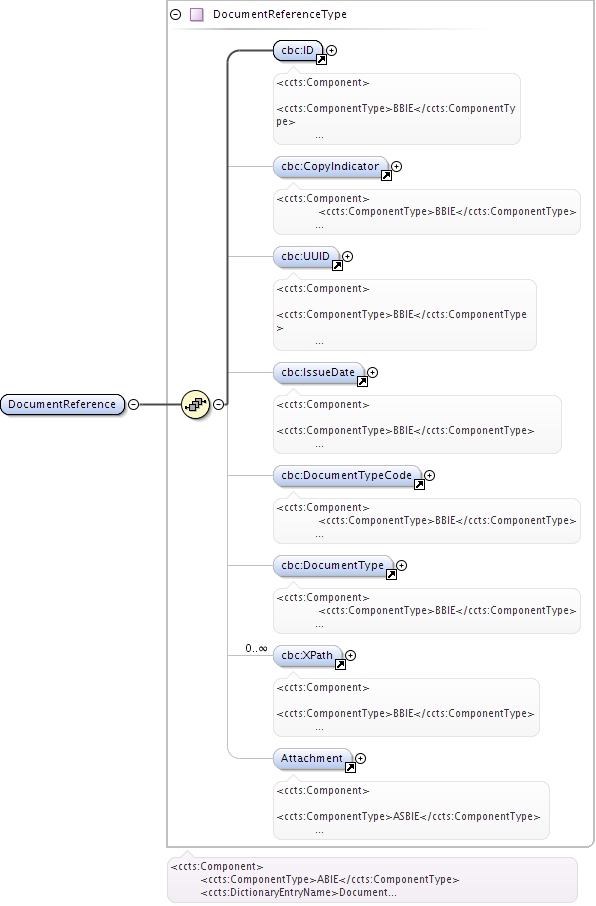 DocumentReferenceType
cbc:ID
<ccts:Component>
<ccts:ComponentType>BBIE</ccts:ComponentTy
pe>
...
cbc:CopyIndicator
<ccts:Component>
<ccts:ComponentType>BBIE</ccts:ComponentType>
...
cbc:UUID
<ccts:Component>
<ccts:ComponentType>BBIE</ccts:ComponentType
>
...
cbc:IssueDate
<ccts:Component>
<ccts:ComponentType>BBIE</ccts:ComponentType>
...
DocumentReference
cbc:DocumentTypeCode
<ccts:Component>
<ccts:ComponentType>BBIE</ccts:ComponentType>
...
cbc:DocumentType
<ccts:Component>
<ccts:ComponentType>BBIE</ccts:ComponentType>
...
0..∞
cbc:XPath
<ccts:Component>
<ccts:ComponentType>BBIE</ccts:ComponentType>
...
Attachment
<ccts:Component>
<ccts:ComponentType>ASBIE</ccts:ComponentType>
...
<ccts:Component>
<ccts:ComponentType>ABIE</ccts:ComponentType>
<ccts:DictionaryEntryName>Document...